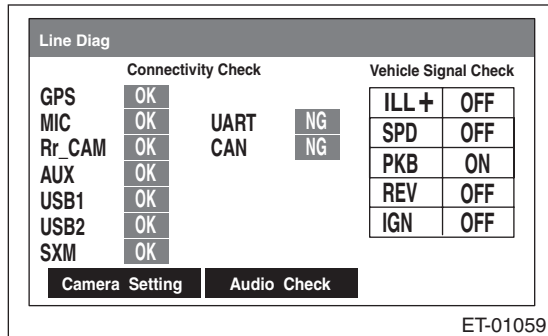 Line Diag
Connectivity Check Vehicle Signal Check
GPS OK ILL+ OFF
MIC OK UART NG SPD OFF
Rr_CAM OK CAN NG PKB ON
AUX OK REV OFF
USB1 OK IGN OFF
USB2 OK
SXM OK
Camera Setting Audio Check
ET-01059